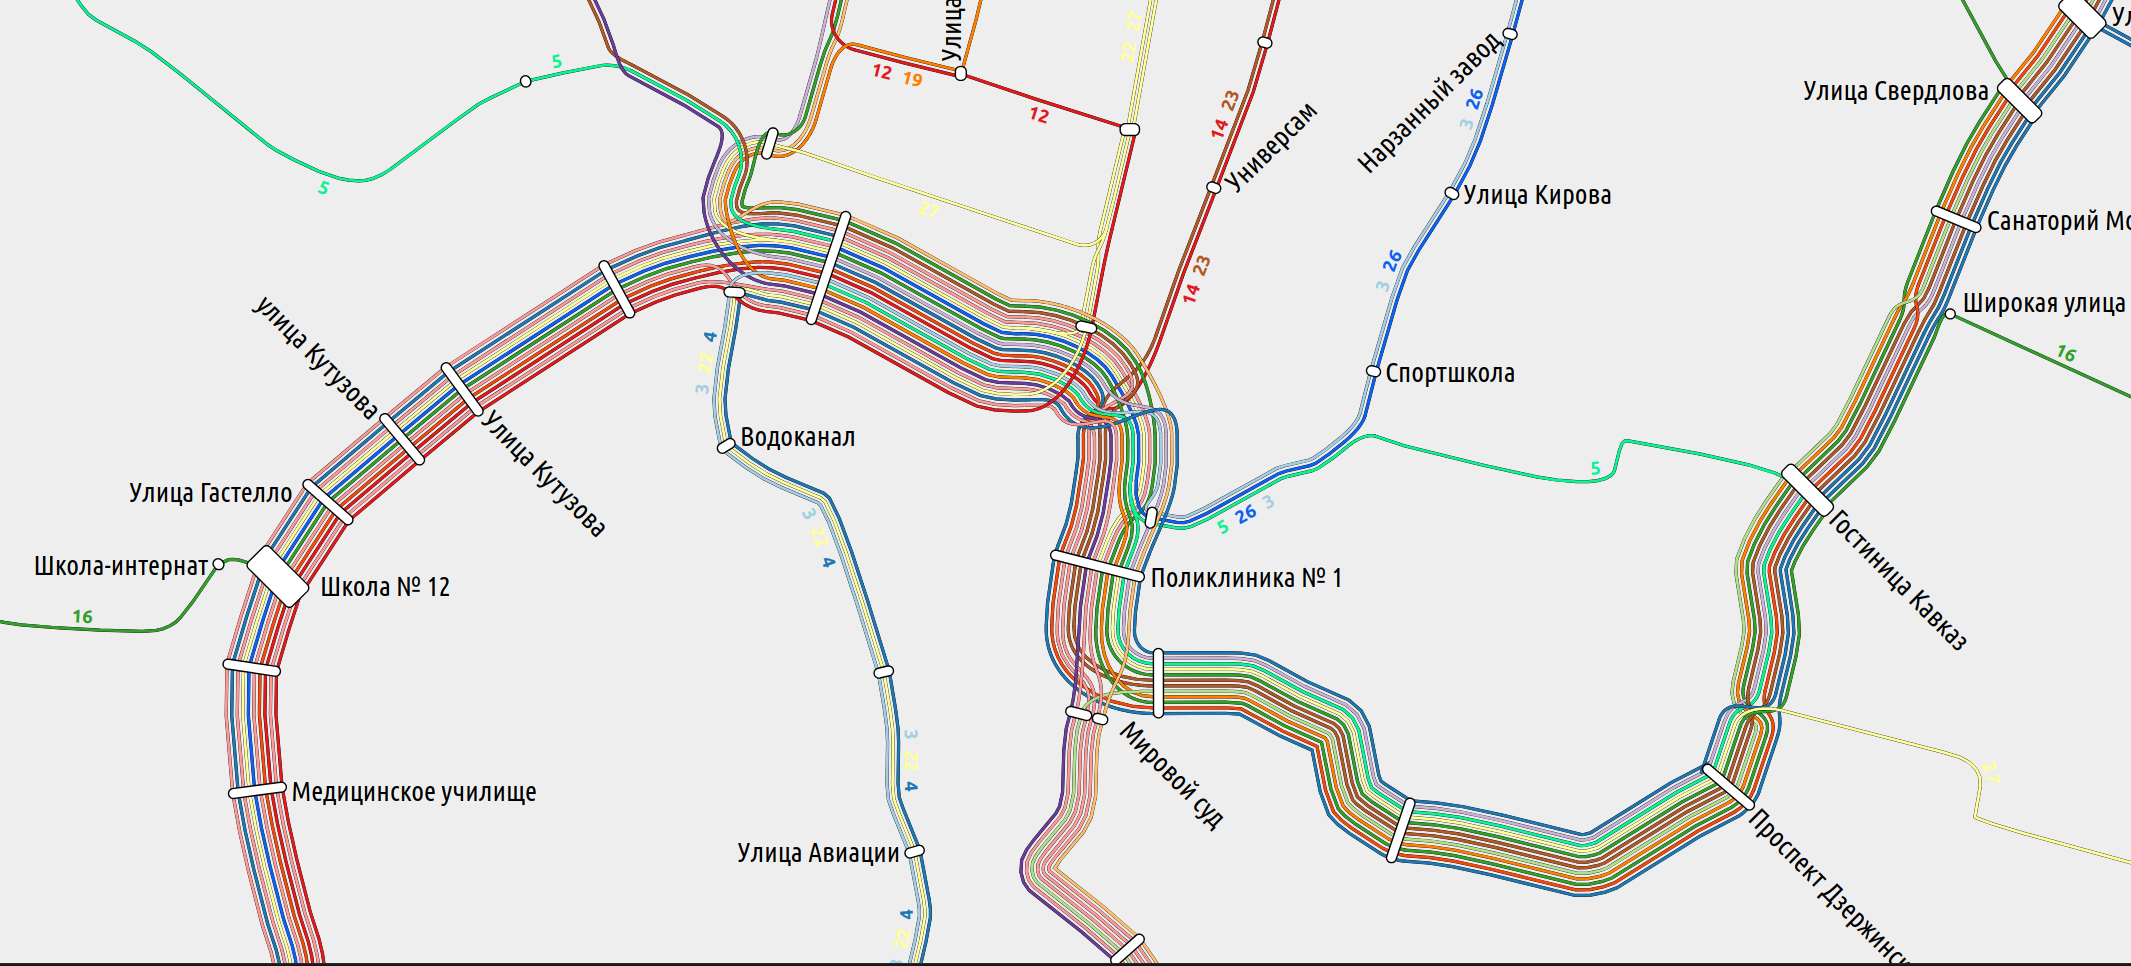 Улица
22 27
Ул
5
12 19
Улица Свердлова
14 23
12
3 26
Нарзанный завод
Универсам
5
Улица Кирова
27
Санаторий Мо
14 23
3 26
Широкая улица
4
22
3
улица Кутузова
16
Спортшкола
Водоканал
Улица Кутузова
5
Улица Гастелло
5 26 3
3 22 4
Гостиница Кавказ
Школа-интернат
Школа № 12
Поликлиника № 1
16
Мировой суд
3 22 4
27
Медицинское училище
Улица Авиации
Проспект Дзержинс
4
22
3